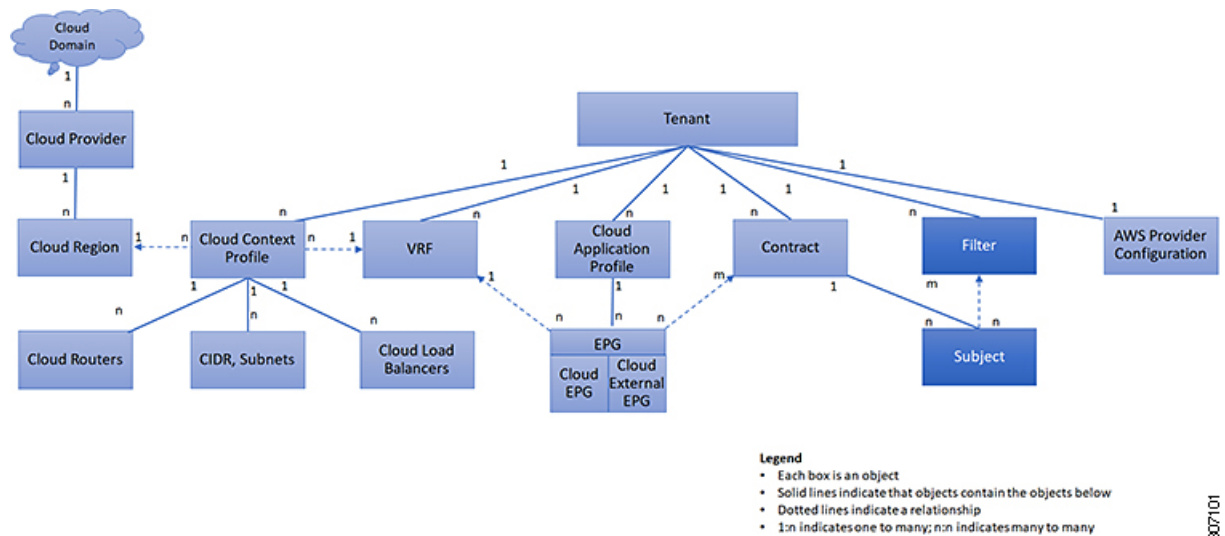 Cloud
Domain
1
n
Cloud Provider
Tenant
1
n
1
1
1
1
1
1
n
n
n
n
n
1
Cloud Region
1
n
Cloud Context
Profile
n
1
VRF
Cloud
Application
Profile
Contract
Filter
AWS Provider
Configuration
1
1
1
1
1
m
1
m
n
n
n
n
n
n
n
n
Cloud Routers
CIDR, Subnets
Cloud Load
Balancers
EPG
Cloud
EPG
Cloud
External
EPG
Subject
Legend
• Each box is an object
• Solid lines indicate that objects contain the objects below
• Dotted lines indicate a relationship
• 1:n indicates one to many; n:n indicates many to many
307101